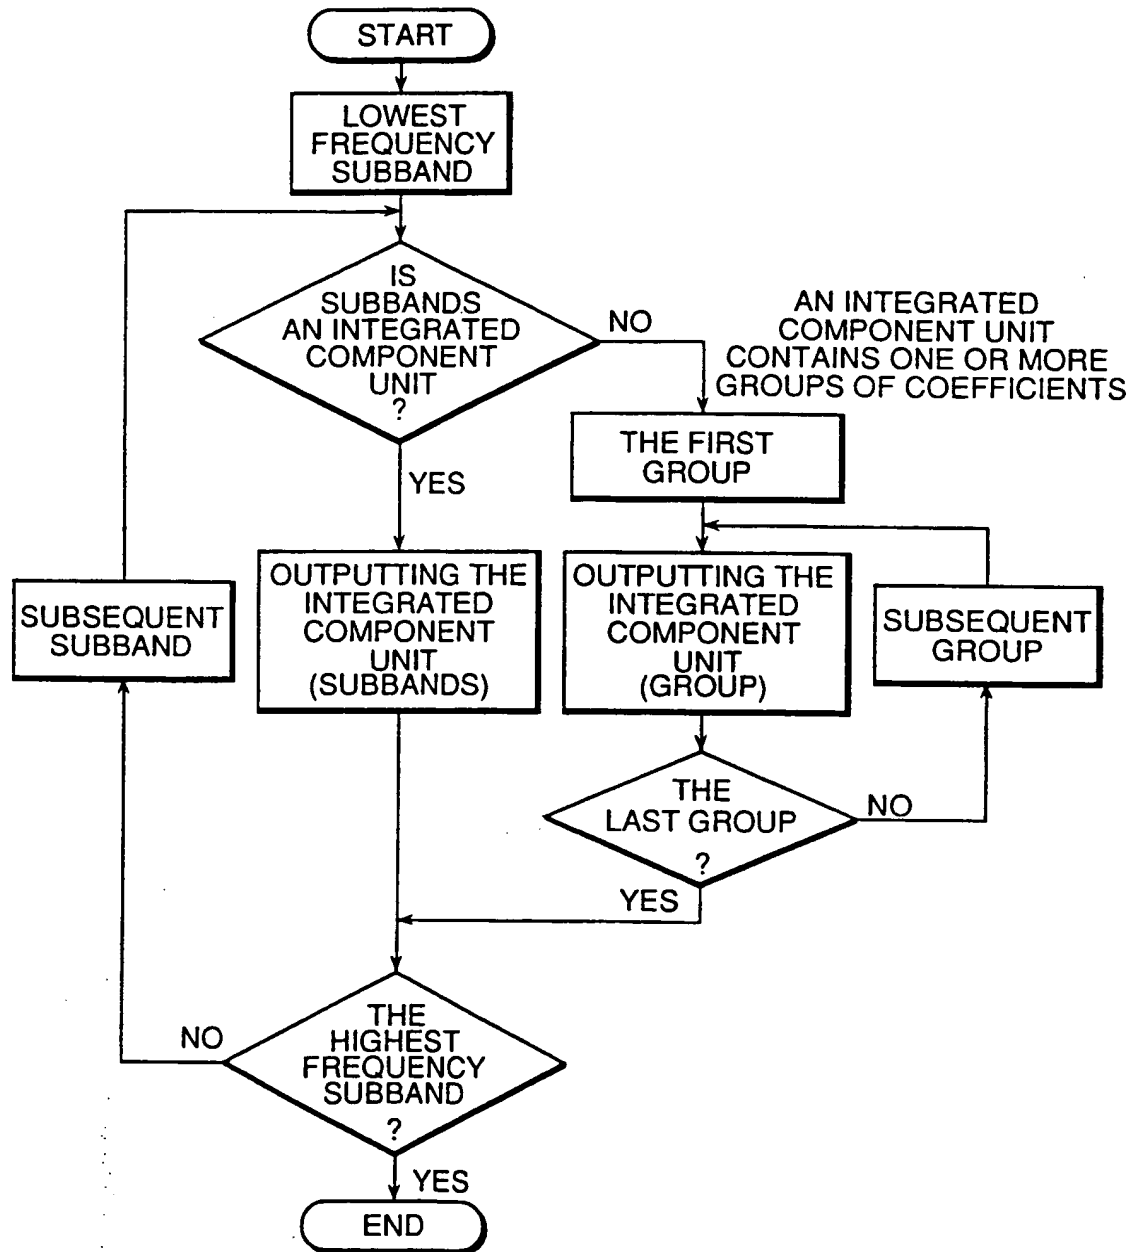 START
LOWEST
FREQUENCY
SUBBAND
IS
SUBBANDS
AN INTEGRATED
COMPONENT
UNIT
?
NO
AN INTEGRATED
COMPONENT UNIT
CONTAINS ONE OR MORE
GROUPS OF COEFFICIENTS
THE FIRST
GROUP
YES
SUBSEQUENT
SUBBAND
OUTPUTTING THE
INTEGRATED
COMPONENT
UNIT
(SUBBANDS)
OUTPUTTING THE
INTEGRATED
COMPONENT
UNIT
(GROUP)
SUBSEQUENT
GROUP
THE
LAST GROUP
?
NO
YES
THE
HIGHEST
FREQUENCY
SUBBAND
?
NO
YES
END